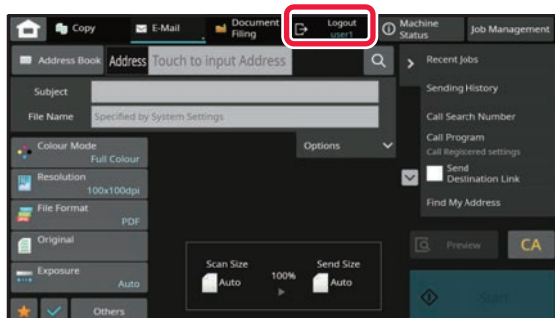 Copy
E-Mail
Document
Filing
Logout
user1
Machine
Status
Job Management
Address Book
Address
Touch to input Address
Subject
File Name
Specified by System Settings
Colour Mode
Full Colour
Resolution
100x100dpi
File Format
PDF
Original
Exposure
Auto
Others
Options
Scan Size
Auto
100%
Send Size
Auto
Recent Jobs
Sending History
Call Search Number
Call Program
Call Registered settings
Send
Destination Link
Find My Address
Preview
CA
Start